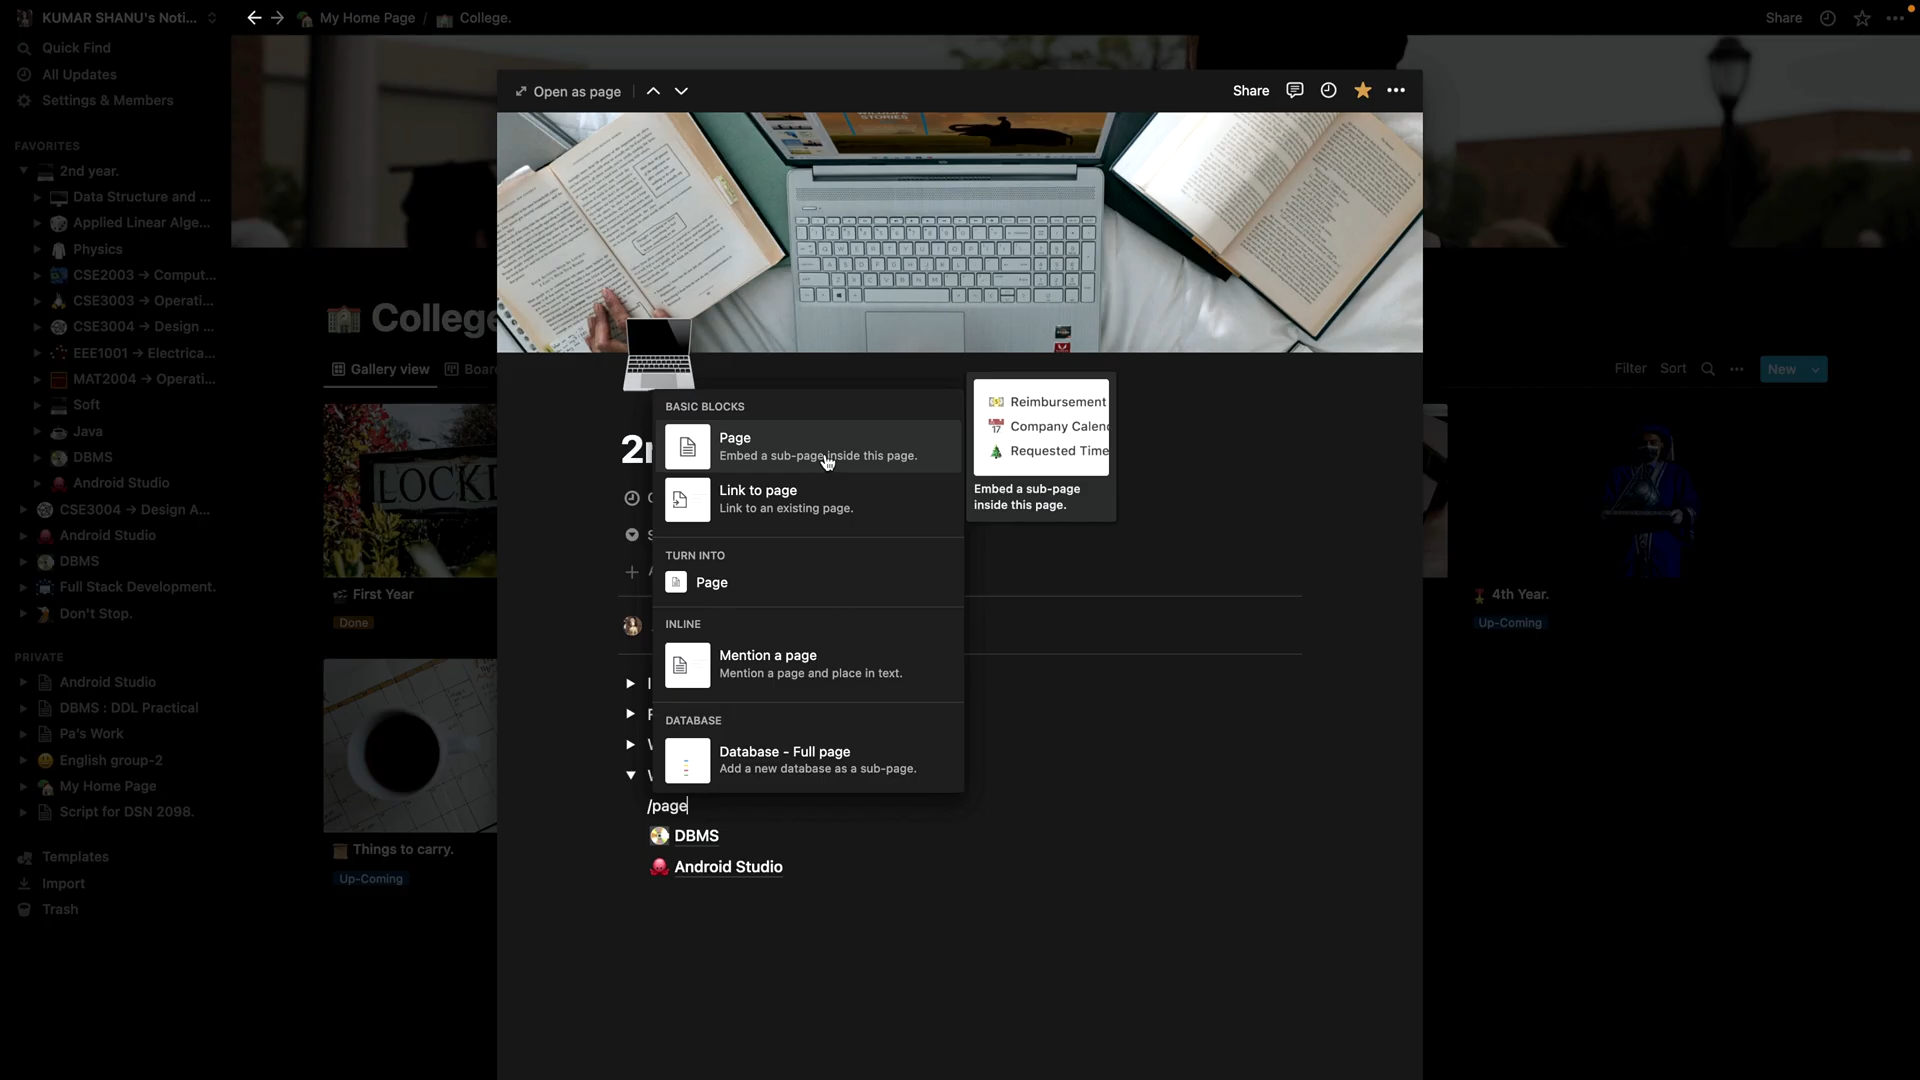 KUMAR SHANU's Noti...
My Home Page / College.
Share
Quick Find
All Updates
Settings & Members
FAVORITES
2nd year.
Data Structure and ...
Applied Linear Alge...
Physics
CSE2003 → Comput...
CSE3003 → Operati...
CSE3004 → Design ...
EEE1001 → Electrica...
MAT2004 → Operati...
Soft
Java
DBMS
Android Studio
CSE3004 → Design A...
Android Studio
DBMS
Full Stack Development.
Don't Stop.
PRIVATE
Android Studio
DBMS : DDL Practical
Pa's Work
English group-2
My Home Page
Script for DSN 2098.
Templates
Import
Trash
College
Gallery view
Boar
First Year
Done
Things to carry.
Up-Coming
Open as page
Share
STORIES
2n
BASIC BLOCKS
Page
Embed a sub-page inside this page.
Link to page
Link to an existing page.
TURN INTO
Page
INLINE
Mention a page
Mention a page and place in text.
DATABASE
Database - Full page
Add a new database as a sub-page.
/page
DBMS
Android Studio
Reimbursement
Company Calen
Requested Time
Embed a sub-page
inside this page.
Filter
Sort
New
4th Year.
Up-Coming